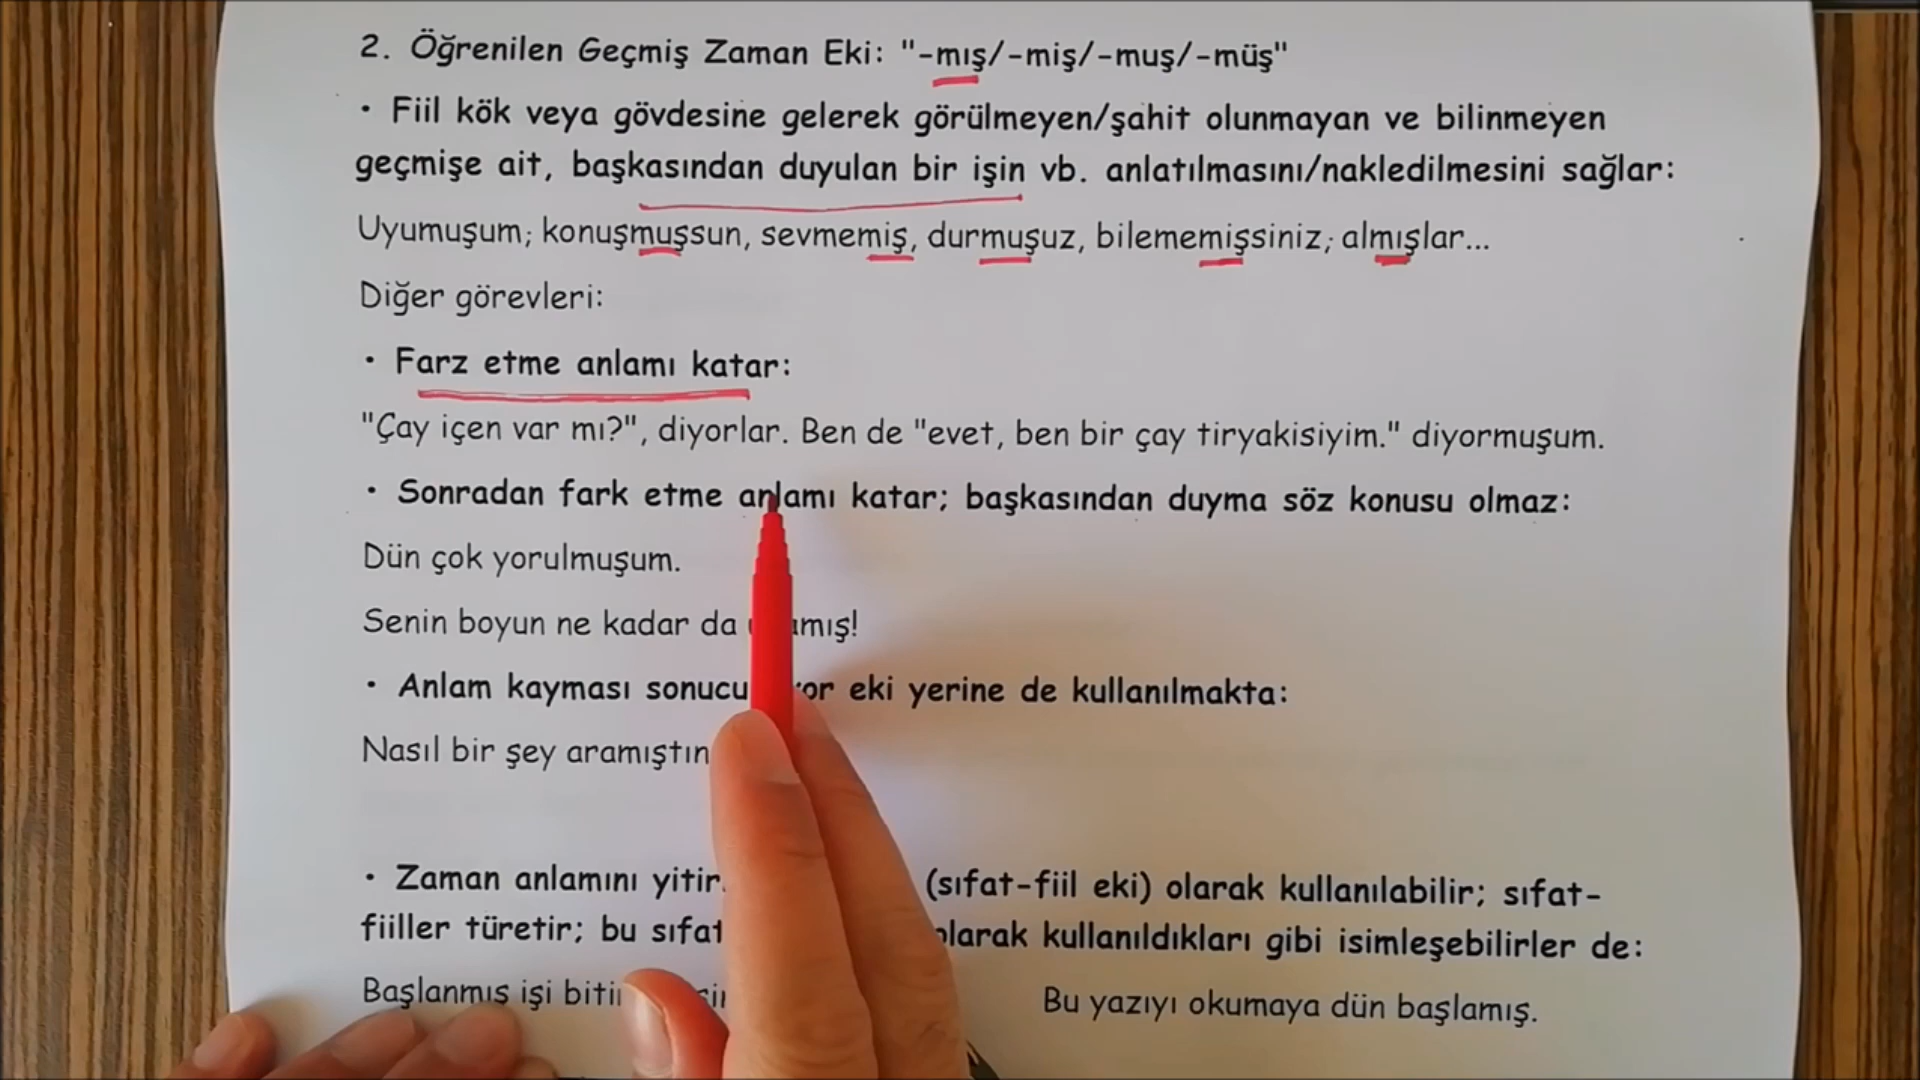 2. Öğrenilen Geçmiş Zaman Eki: "-mış/-miş/-muş/-müş"
• Fiil kök veya gövdesine gelerek görülmeyen/şahit olunmayan ve bilinmeyen
geçmişe ait, başkasından duyulan bir işin vb. anlatılmasını/nakledilmesini sağlar:
Uyumuşum; konuşmuşsun, sevmemiş, durmuşuz, bilememişsiniz; almışlar...
Diğer görevleri:
• Farz etme anlamı katar:
"Çay içen var mı?", diyorlar. Ben de "evet, ben bir çay tiryakisiyim." diyormuşum.
• Sonradan fark etme anlamı katar; başkasından duyma söz konusu olmaz:
Dün çok yorulmuşum.
Senin boyun ne kadar da
• Anlam kayması eki yerine de kullanılmakta:
Nasıl bir şey
• Zaman anlamını (sıfat-fiil eki) olarak kullanılabilir; sıfat-
fiiller türetir; bu olarak kullanıldıkları gibi isimleşebilirler de:
Başlanmış işi
Bu yazıyı okumaya dün başlamış.